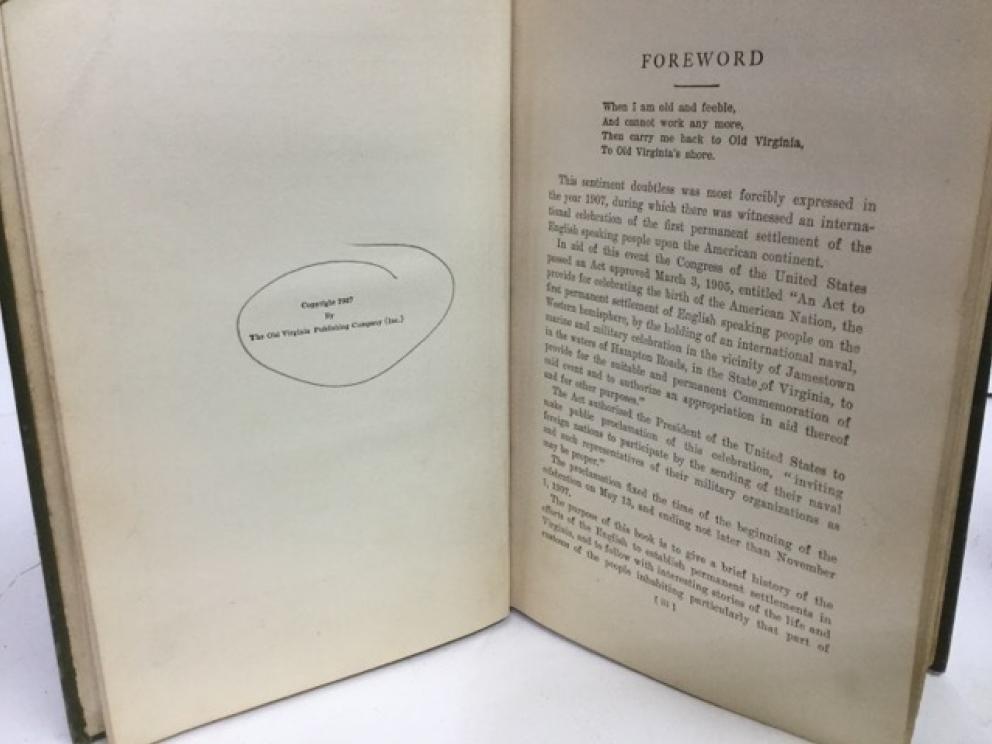 Copyright 1907
By
The Old Virginia Publishing Company (Inc.)
FOREWORD
When I am old and feeble,
And cannot work any more,
Then carry me back to Old Virginia,
To Old Virginia's shore.
This sentiment doubtless was most forcibly expressed in
the year 1907, during which there was witnessed an interna-
tional celebration of the first permanent settlement of the
English speaking people upon the American continent.
In aid of this event the Congress of the United States
passed an Act approved March 3, 1905, entitled "An Act to
provide for celebrating the birth of the American Nation, the
first permanent settlement of English speaking people on the
Western hemisphere, by the holding of an international naval,
marine and military celebration in the vicinity of Jamestown
in the waters of Hampton Roads, in the State of Virginia, to
provide for the suitable and permanent Commemoration of
said event and to authorize an appropriation in aid thereof
and for other purposes."
The Act authorized the President of the United States to
make public proclamation of this celebration, "inviting
foreign nations to participate by the sending of their naval
and such representatives of their military organizations as
may be proper."
The proclamation fixed the time of the beginning of the
celebration on May 13, and ending not later than November
1, 1907.
The purpose of this book is to give a brief history of the
efforts of the English to establish permanent settlements in
Virginia, and to follow with interesting stories of the life and
customs of the people inhabiting particularly that part of
[ iii ]